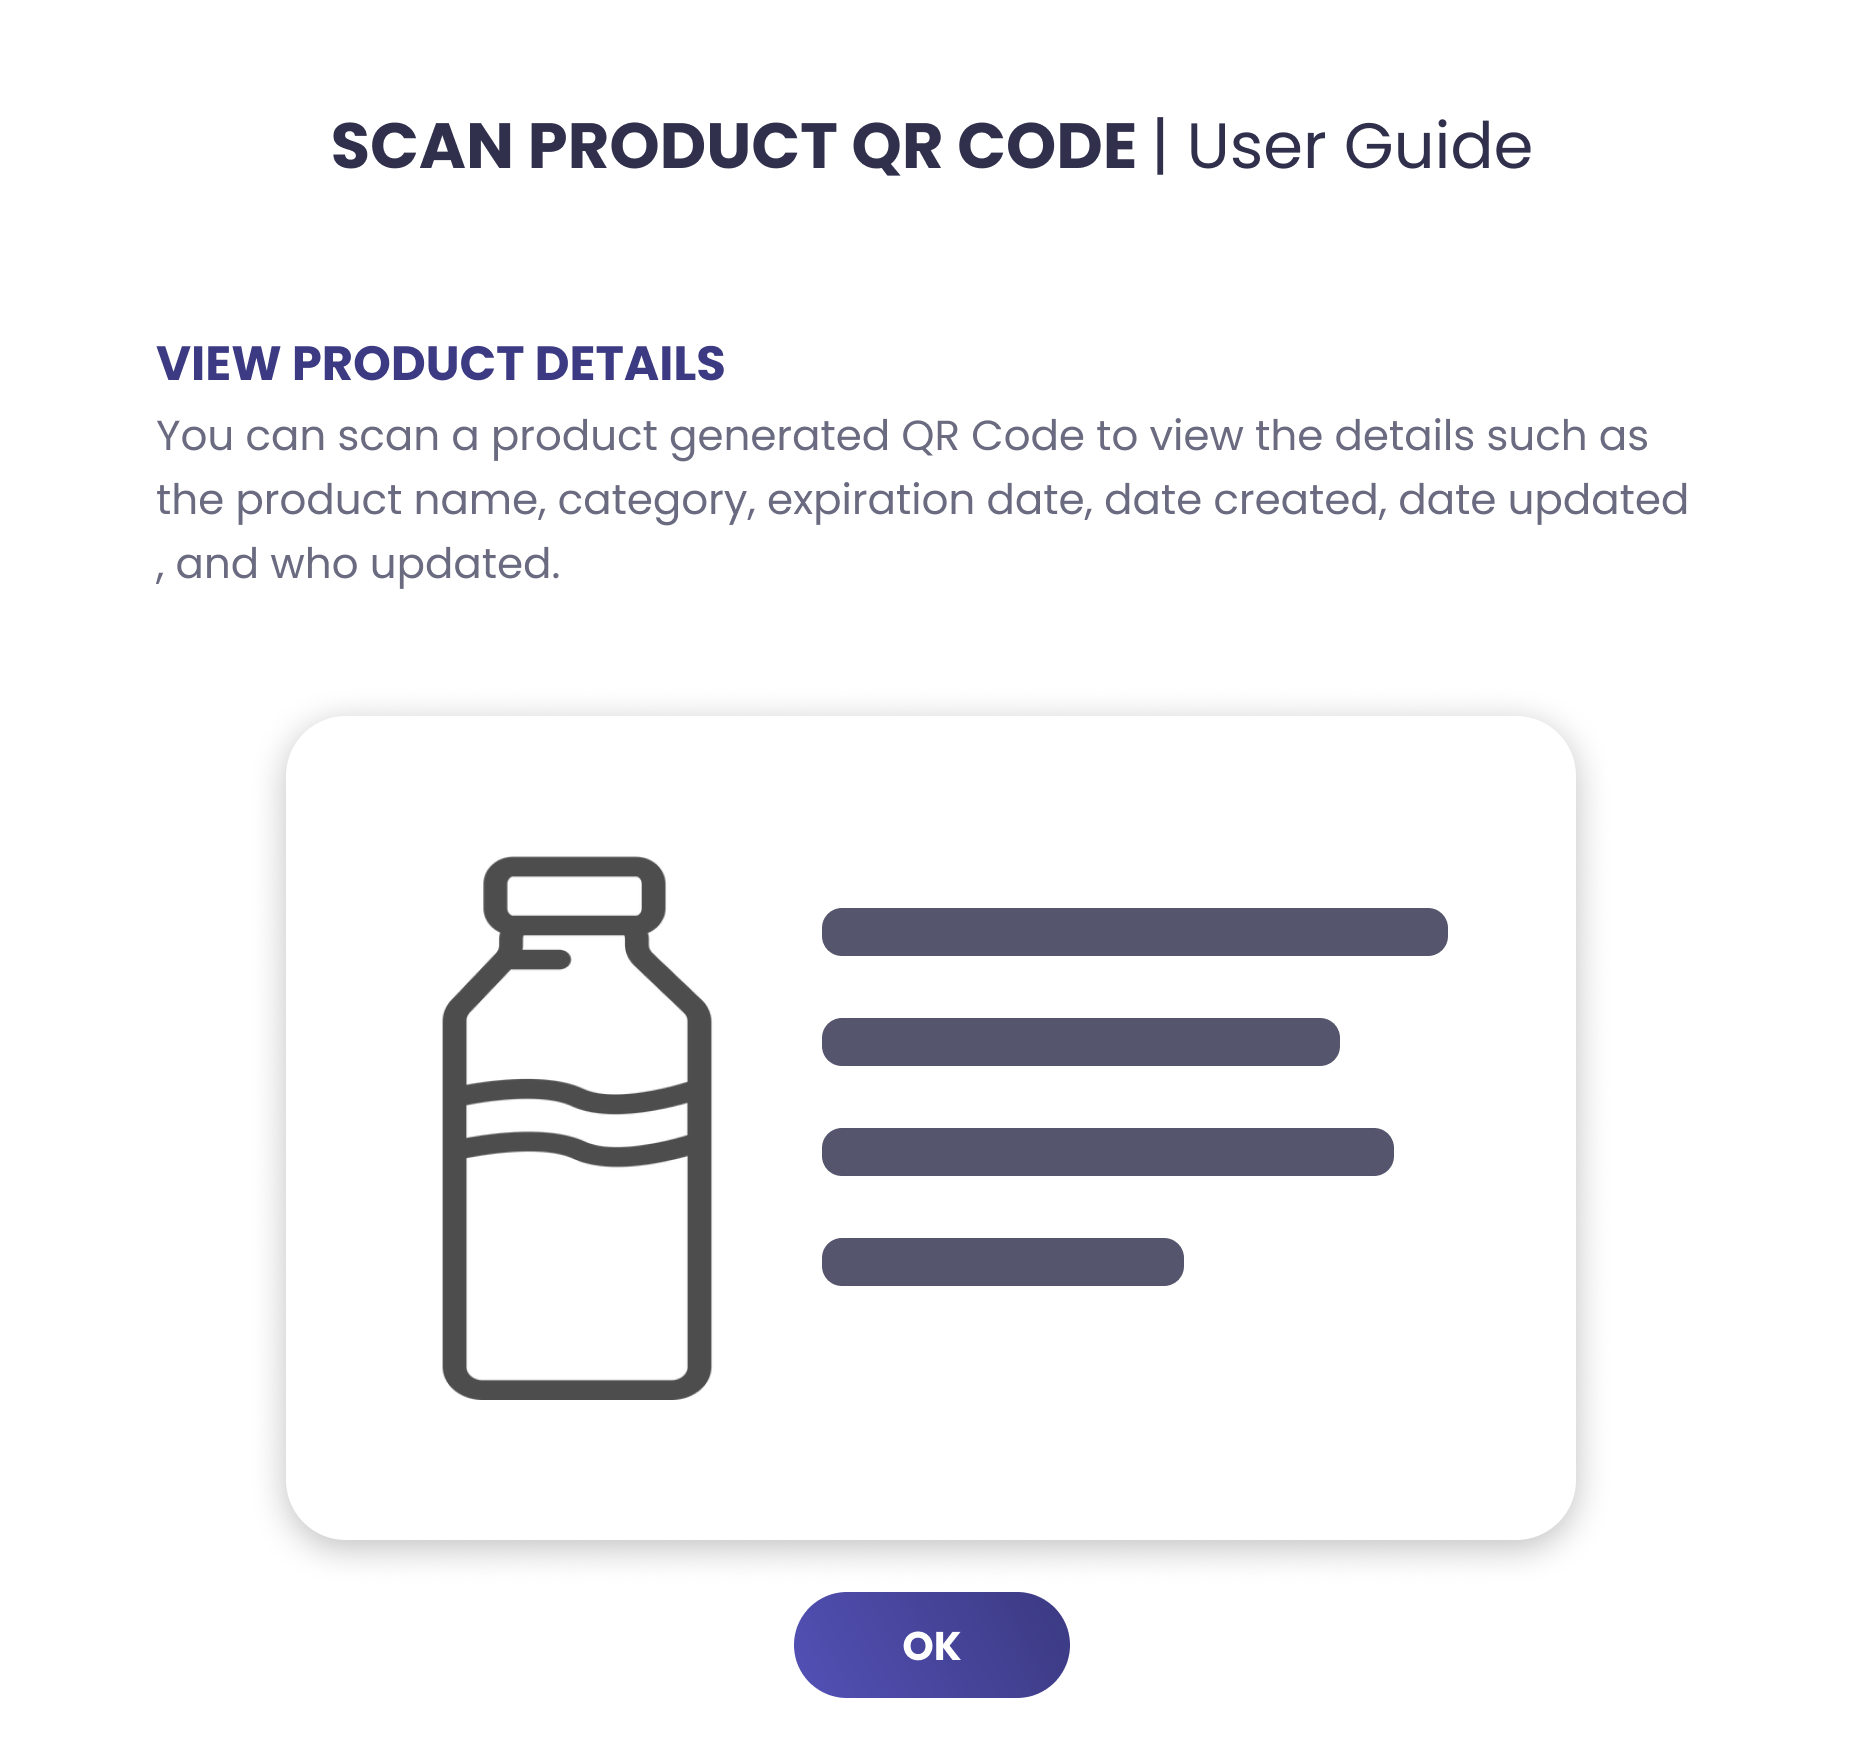 SCAN PRODUCT QR CODE | User Guide
VIEW PRODUCT DETAILS
You can scan a product generated QR Code to view the details such as
the product name, category, expiration date, date created, date updated
, and who updated.
OK